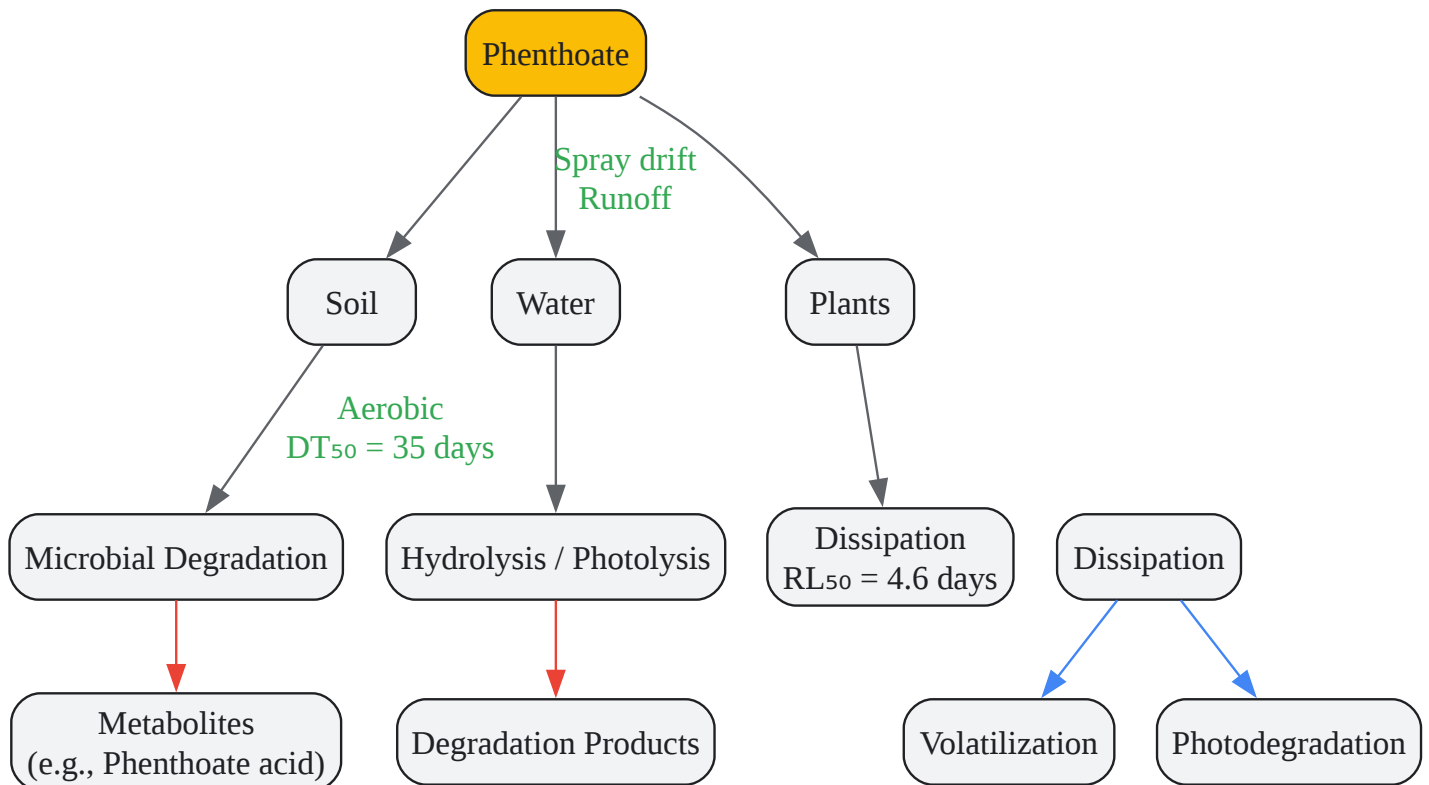 Phenthoate
Spray drift
Runoff
Soil
Water
Plants
Aerobic
DT₅₀ = 35 days
Microbial Degradation
Hydrolysis / Photolysis
Dissipation
RL₅₀ = 4.6 days
Dissipation
Metabolites
(e.g., Phenthoate acid)
Degradation Products
Volatilization
Photodegradation